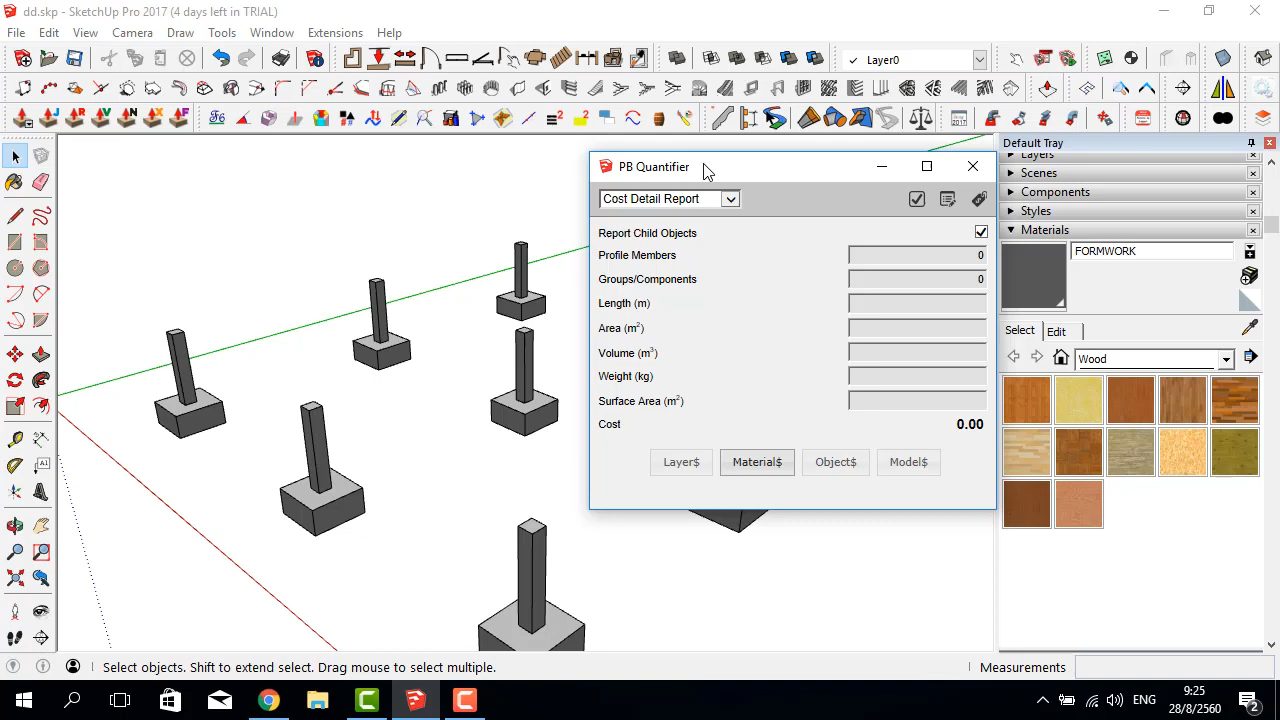 dd.skp - SketchUp Pro 2017 (4 days left in TRIAL)
File Edit View Camera Draw Tools Window Extensions Help
Layer0
Default Tray
Layers
Scenes
Components
Styles
Materials
FORMWORK
Select Edit
Wood
PB Quantifier
Cost Detail Report
Report Child Objects
Profile Members 0
Groups/Components 0
Length (m)
Area (m²)
Volume (m³)
Weight (kg)
Surface Area (m²)
Cost 0.00
Layer$ Material$ Object$ Model$
Select objects. Shift to extend select. Drag mouse to select multiple.
Measurements
ENG
9:25
28/8/2560
2